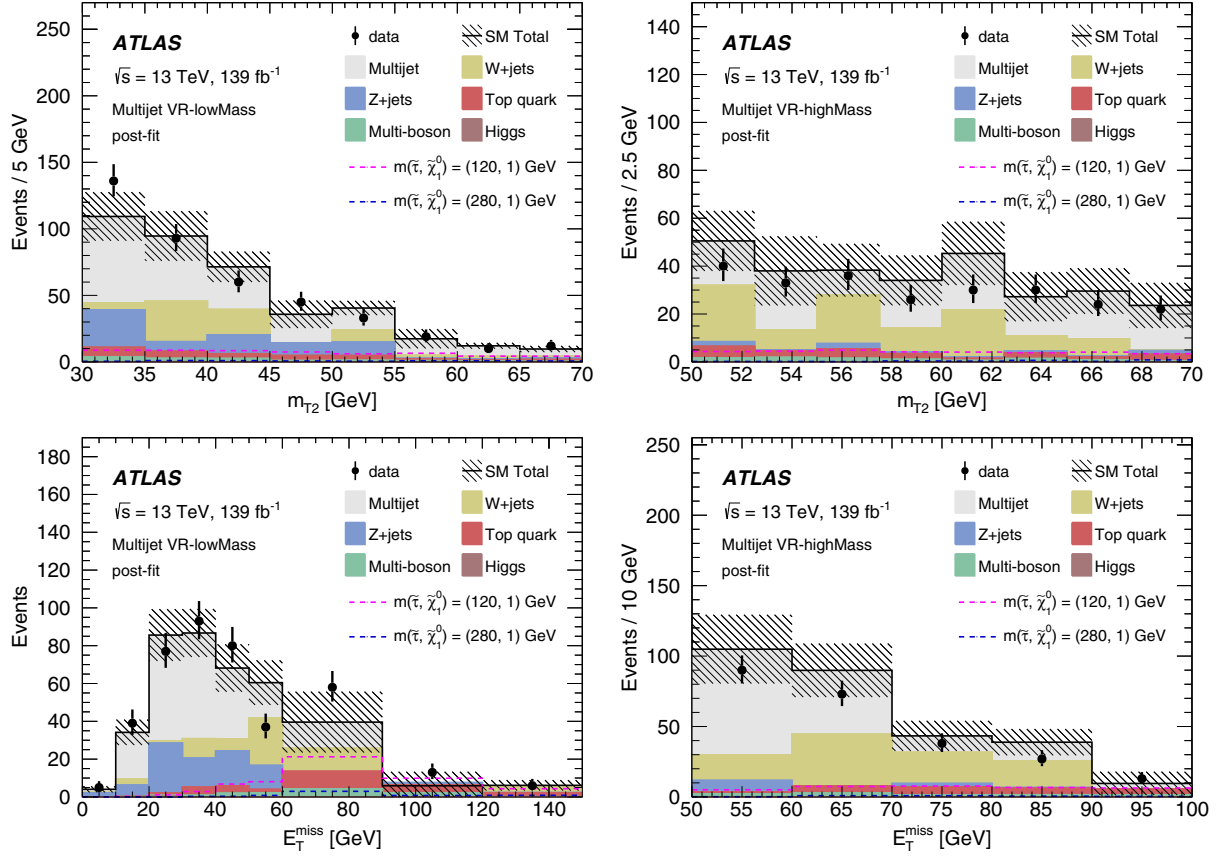 Events / 5 GeV
250
200
150
100
50
0
ATLAS
√s = 13 TeV, 139 fb⁻¹
Multijet VR-lowMass
post-fit
data
SM Total
Multijet
W+jets
Z+jets
Top quark
Multi-boson
Higgs
m(τ̃, χ̃₁⁰) = (120, 1) GeV
m(τ̃, χ̃₁⁰) = (280, 1) GeV
30 35 40 45 50 55 60 65 70
m_T2 [GeV]
Events / 2.5 GeV
140
120
100
80
60
40
20
0
ATLAS
√s = 13 TeV, 139 fb⁻¹
Multijet VR-highMass
post-fit
data
SM Total
Multijet
W+jets
Z+jets
Top quark
Multi-boson
Higgs
m(τ̃, χ̃₁⁰) = (120, 1) GeV
m(τ̃, χ̃₁⁰) = (280, 1) GeV
50 52 54 56 58 60 62 64 66 68 70
m_T2 [GeV]
Events
180
160
140
120
100
80
60
40
20
0
ATLAS
√s = 13 TeV, 139 fb⁻¹
Multijet VR-lowMass
post-fit
data
SM Total
Multijet
W+jets
Z+jets
Top quark
Multi-boson
Higgs
m(τ̃, χ̃₁⁰) = (120, 1) GeV
m(τ̃, χ̃₁⁰) = (280, 1) GeV
0 20 40 60 80 100 120 140
E_T^miss [GeV]
Events / 10 GeV
250
200
150
100
50
0
ATLAS
√s = 13 TeV, 139 fb⁻¹
Multijet VR-highMass
post-fit
data
SM Total
Multijet
W+jets
Z+jets
Top quark
Multi-boson
Higgs
m(τ̃, χ̃₁⁰) = (120, 1) GeV
m(τ̃, χ̃₁⁰) = (280, 1) GeV
50 55 60 65 70 75 80 85 90 95 100
E_T^miss [GeV]